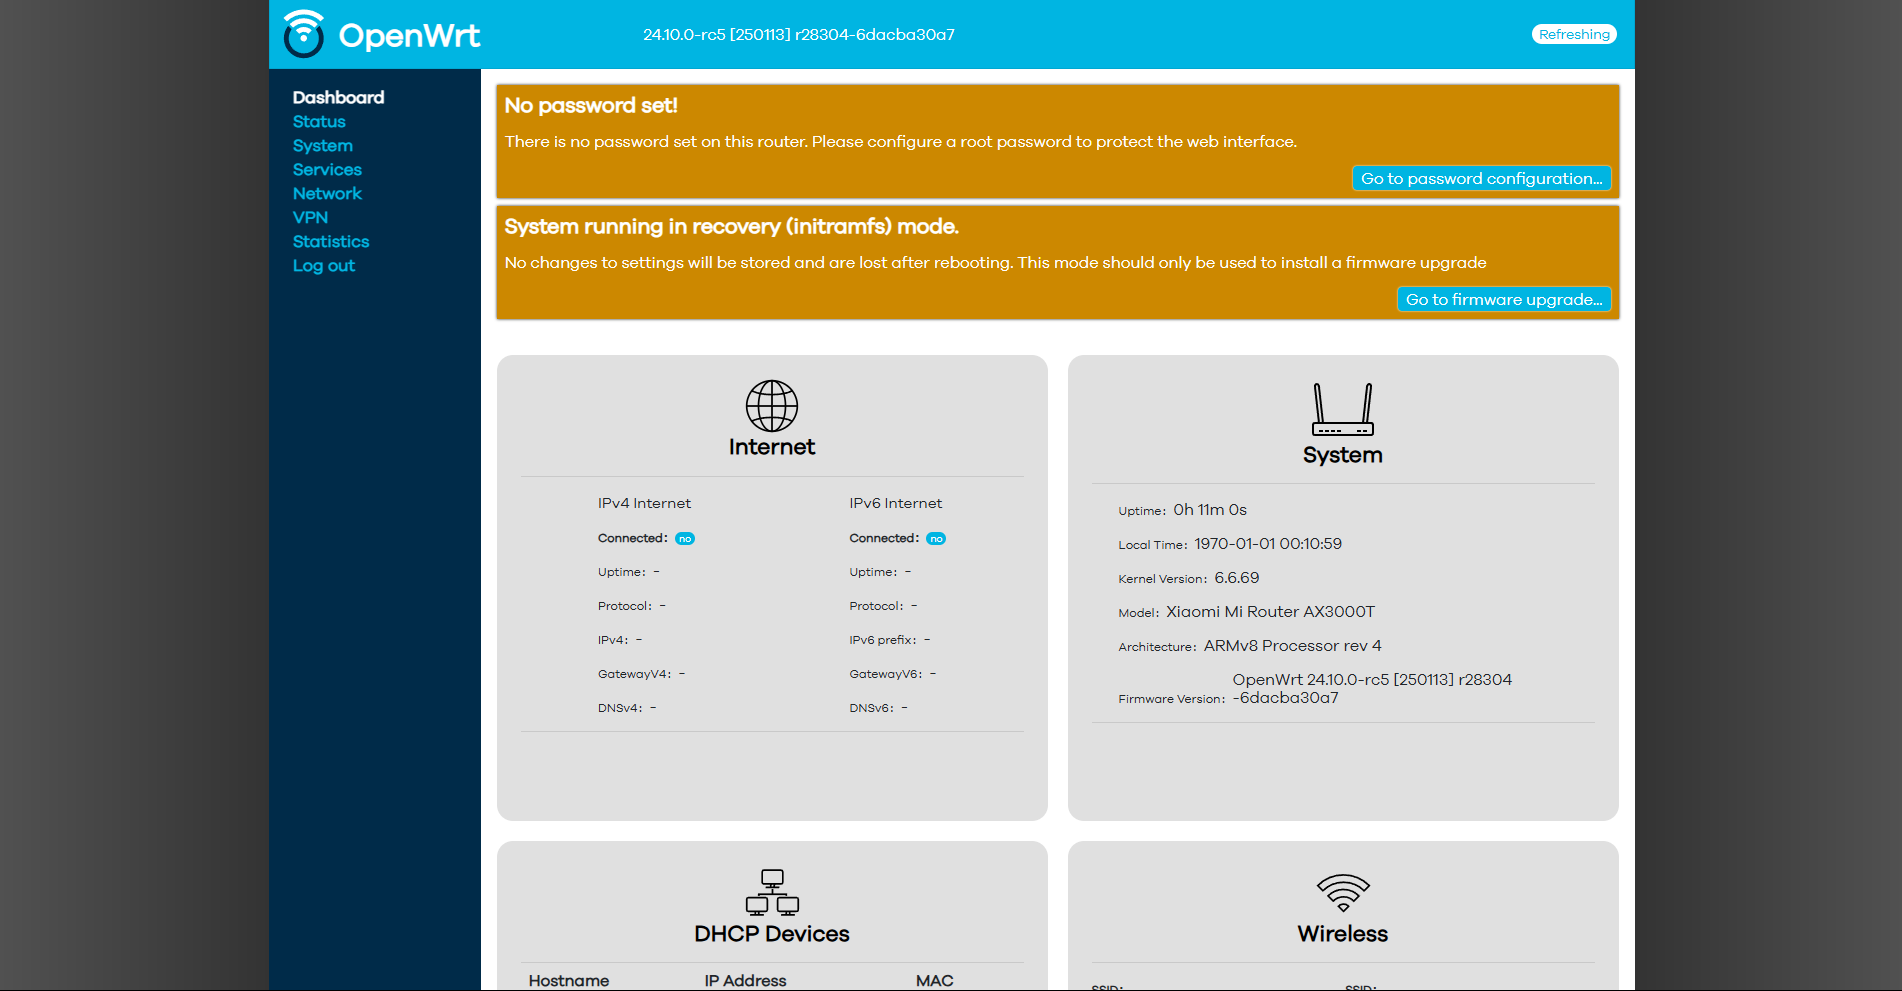 OpenWrt
24.10.0-rc5 [250113] r28304-6dacba30a7
Refreshing
Dashboard
Status
System
Services
Network
VPN
Statistics
Log out
No password set!
There is no password set on this router. Please configure a root password to protect the web interface.
Go to password configuration...
System running in recovery (initramfs) mode.
No changes to settings will be stored and are lost after rebooting. This mode should only be used to install a firmware upgrade
Go to firmware upgrade...
Internet
IPv4 Internet
Connected: no
Uptime: -
Protocol: -
IPv4: -
GatewayV4: -
DNSv4: -
IPv6 Internet
Connected: no
Uptime: -
Protocol: -
IPv6 prefix: -
GatewayV6: -
DNSv6: -
System
Uptime: 0h 11m 0s
Local Time: 1970-01-01 00:10:59
Kernel Version: 6.6.69
Model: Xiaomi Mi Router AX3000T
Architecture: ARMv8 Processor rev 4
Firmware Version: OpenWrt 24.10.0-rc5 [250113] r28304
-6dacba30a7
DHCP Devices
Hostname IP Address MAC
Wireless
SSID: SSID: